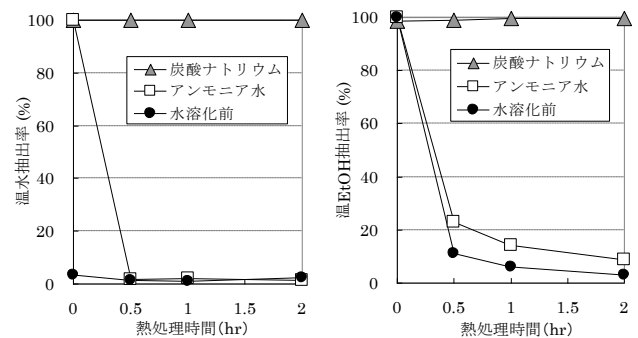 100
80
60
40
20
0
温水抽出率 (%)
炭酸ナトリウム
アンモニア水
水溶化前
0 0.5 1 1.5 2
熱処理時間(hr)
100
80
60
40
20
0
温EtOH抽出率 (%)
炭酸ナトリウム
アンモニア水
水溶化前
0 0.5 1 1.5 2
熱処理時間(hr)